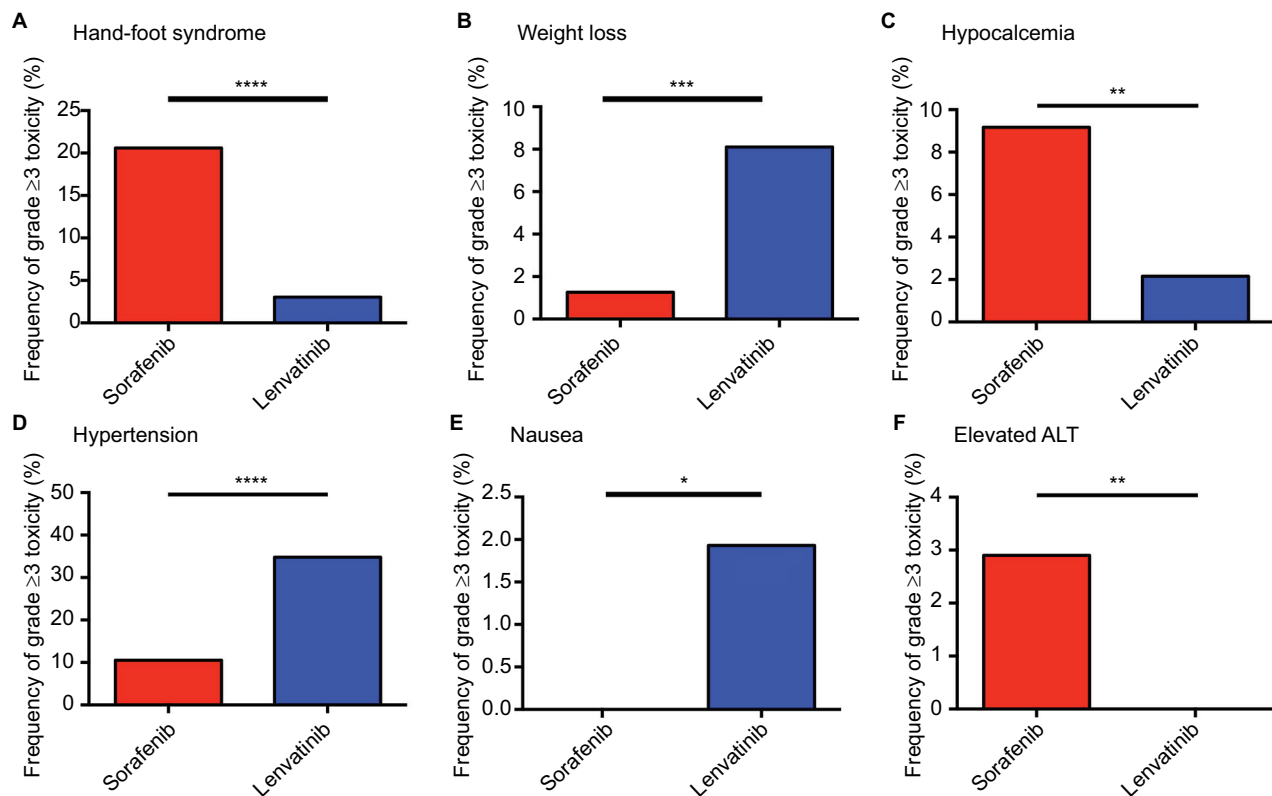 A Hand-foot syndrome
Frequency of grade ≥3 toxicity (%)
25
20
15
10
5
0
****
Sorafenib
Lenvatinib
B Weight loss
Frequency of grade ≥3 toxicity (%)
10
8
6
4
2
0
***
Sorafenib
Lenvatinib
C Hypocalcemia
Frequency of grade ≥3 toxicity (%)
10
8
6
4
2
0
**
Sorafenib
Lenvatinib
D Hypertension
Frequency of grade ≥3 toxicity (%)
50
40
30
20
10
0
****
Sorafenib
Lenvatinib
E Nausea
Frequency of grade ≥3 toxicity (%)
2.5
2.0
1.5
1.0
0.5
0.0
*
Sorafenib
Lenvatinib
F Elevated ALT
Frequency of grade ≥3 toxicity (%)
4
3
2
1
0
**
Sorafenib
Lenvatinib